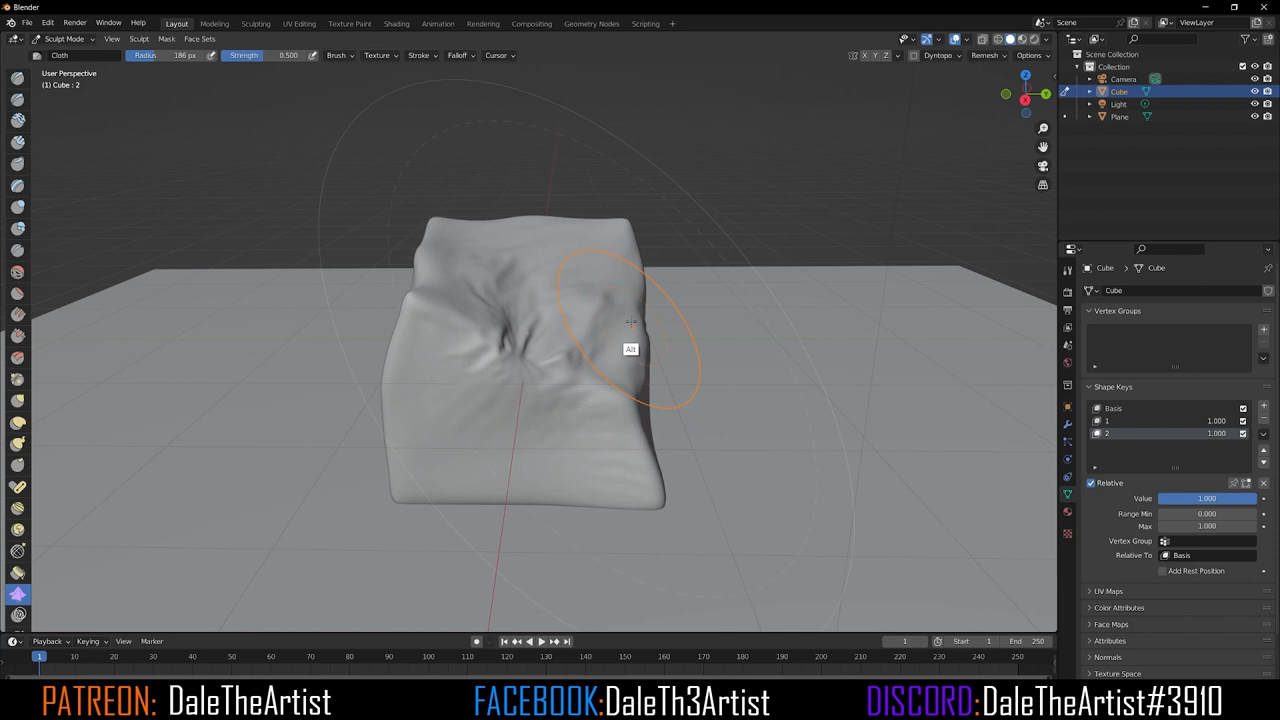 Blender
File Edit Render Window Help Layout Modeling Sculpting UV Editing Texture Paint Shading Animation Rendering Compositing Geometry Nodes Scripting + Scene ViewLayer
Sculpt Mode View Sculpt Mask Face Sets
Cloth Radius 186 px Strength 0.500 Brush Texture Stroke Falloff Cursor X Y Z Dyntopo Remesh Options
User Perspective
(1) Cube : 2
Z
Y
X
Alt
Scene Collection
Collection
Camera
Cube
Light
Plane
Cube Cube
Cube
Vertex Groups
Shape Keys
Basis
1 1.000
2 1.000
Relative
Value 1.000
Range Min 0.000
Max 1.000
Vertex Group
Relative To Basis
Add Rest Position
UV Maps
Color Attributes
Face Maps
Attributes
Normals
Texture Space
Playback Keying View Marker 1 Start 1 End 250
1 10 20 30 40 50 60 70 80 90 100 110 120 130 140 150 160 170 180 190 200 210 220 230 240 250
PATREON: DaleTheArtist FACEBOOK:DaleTh3Artist DISCORD:DaleTheArtist#3910